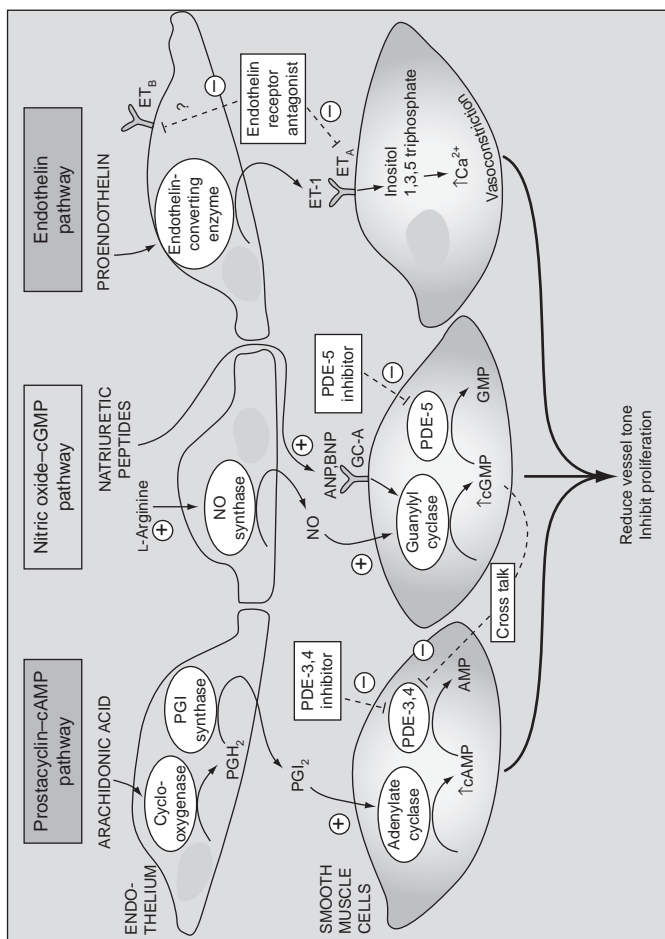 Prostacyclin–cAMP
pathway
Nitric oxide–cGMP
pathway
Endothelin
pathway
ARACHIDONIC ACID
L-Arginine
NATRIURETIC
PEPTIDES
PROENDOTHELIN
ENDO-
THELIUM
Cyclo-
oxygenase
PGI
synthase
PGH2
+
NO
synthase
Endothelin-
converting
enzyme
ETB
?
−
Endothelin
receptor
antagonist
−
PGI2
NO
+
ANP,BNP
GC-A
ET-1
ETA
SMOOTH
MUSCLE
CELLS
+
PDE-3,4
inhibitor
−
−
+
PDE-5
inhibitor
−
Adenylate
cyclase
PDE-3,4
↑cAMP
AMP
Guanylyl
cyclase
PDE-5
↑cGMP
GMP
Inositol
1,3,5 triphosphate
↑Ca2+
Vasoconstriction
Cross talk
Reduce vessel tone
Inhibit proliferation